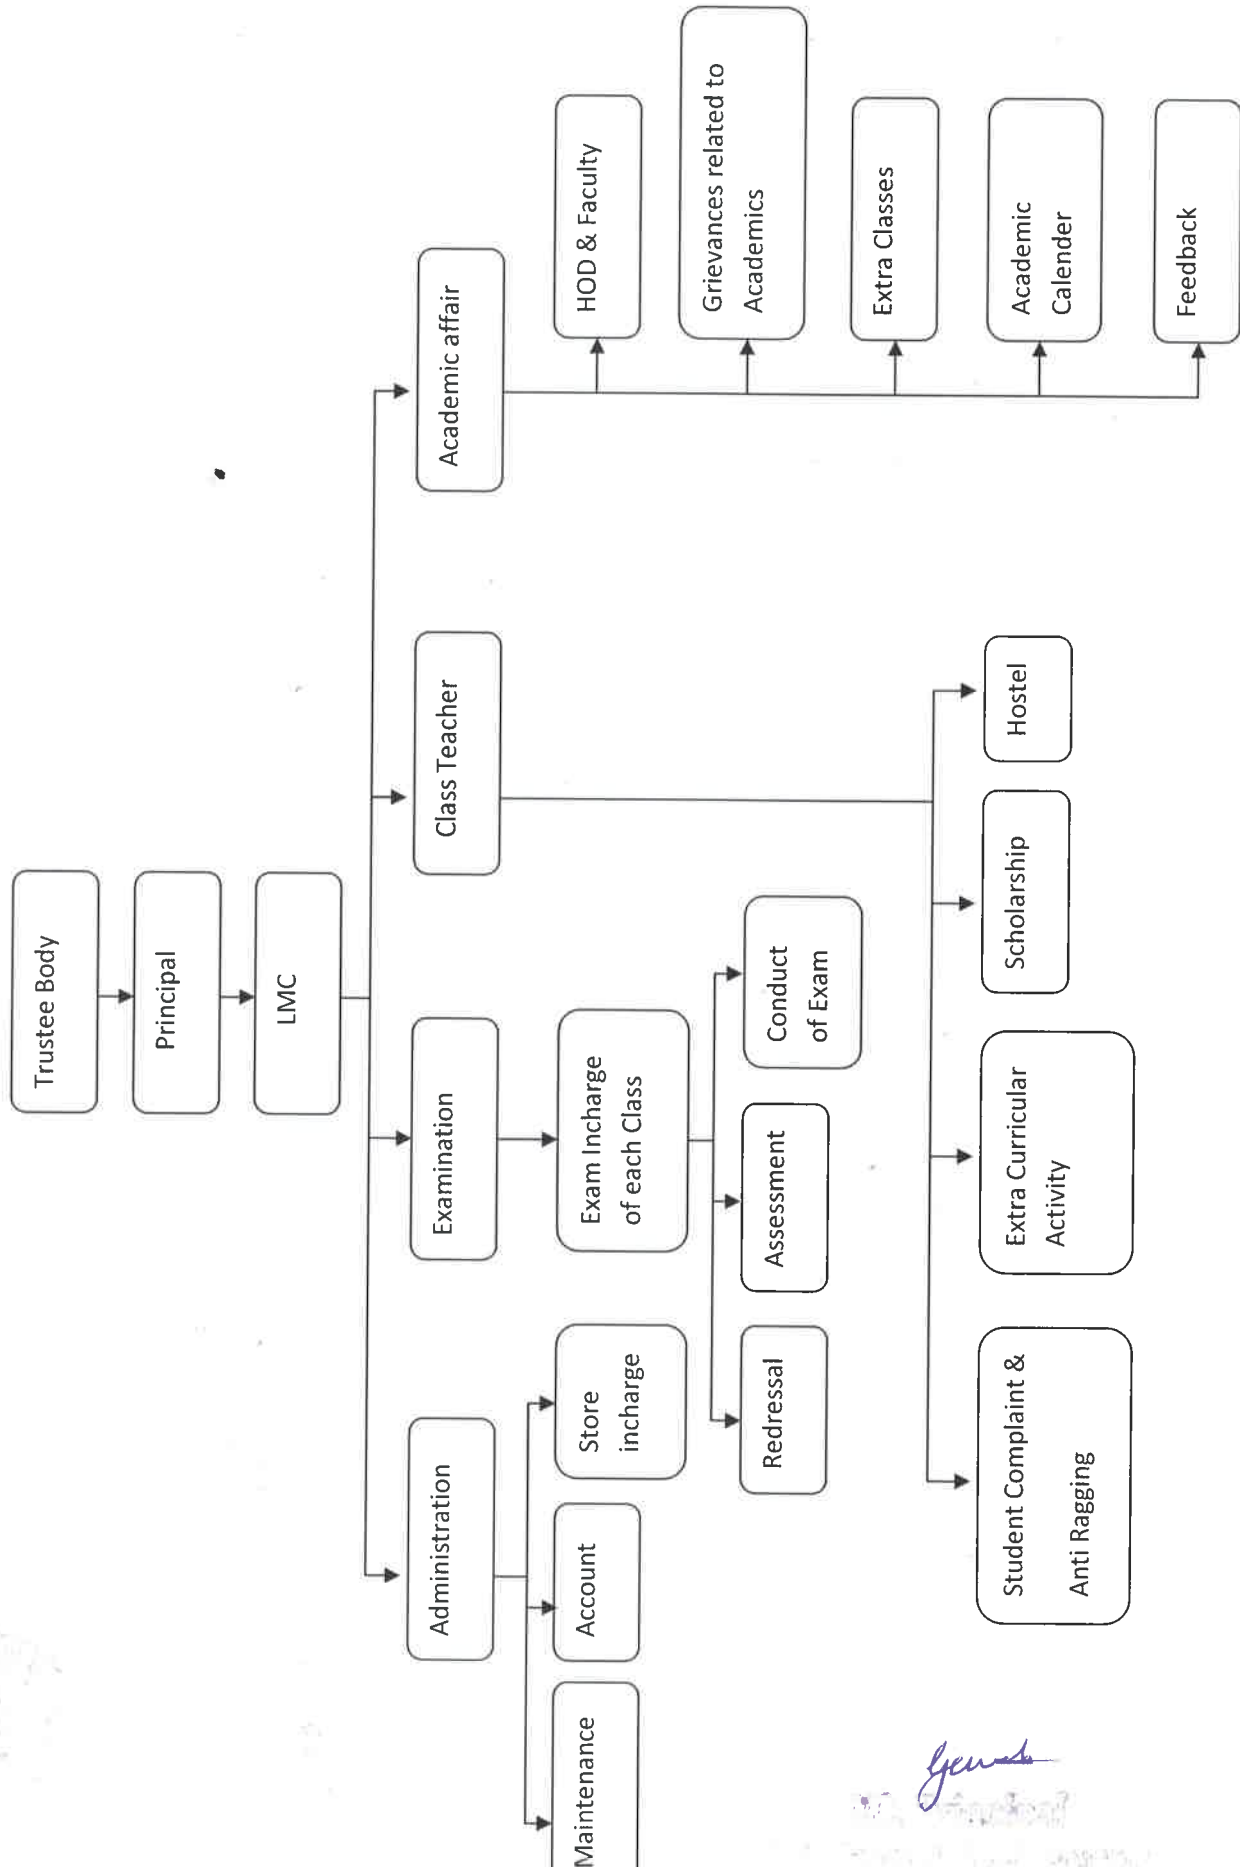 Trustee Body
Principal
LMC
Administration
Examination
Class Teacher
Academic affair
Maintenance
Account
Store
incharge
Exam Incharge
of each Class
HOD & Faculty
Grievances related to
Academics
Extra Classes
Academic
Calender
Feedback
Redressal
Assessment
Conduct
of Exam
Student Complaint &
Anti Ragging
Extra Curricular
Activity
Scholarship
Hostel